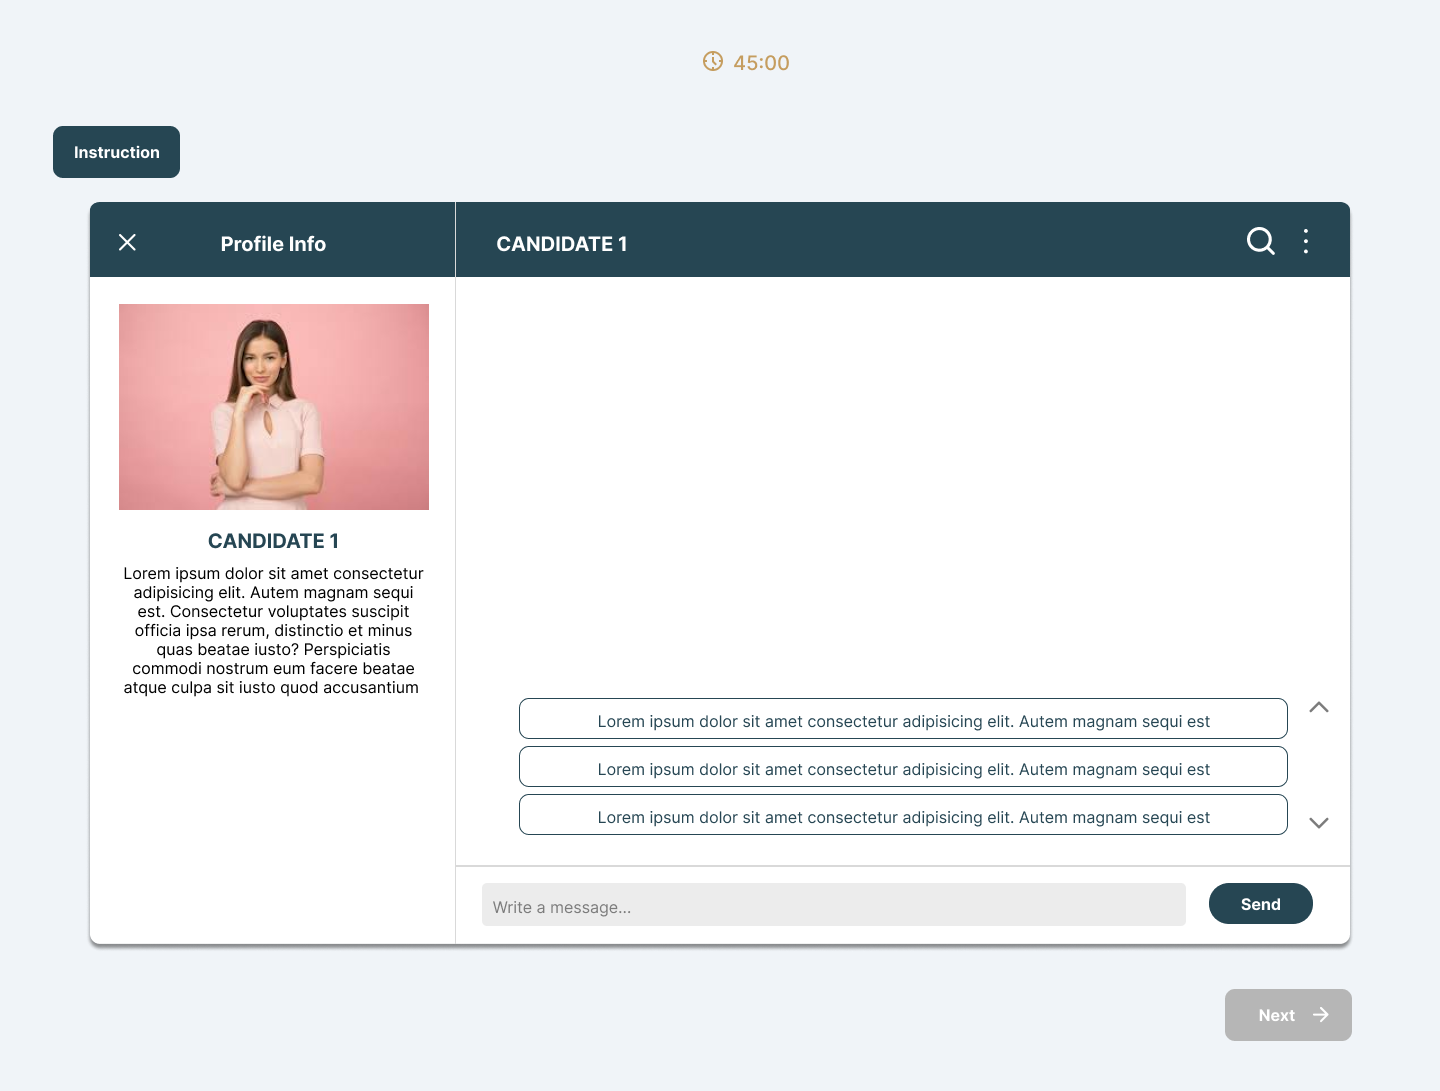 45:00
Instruction
Profile Info
CANDIDATE 1
CANDIDATE 1
Lorem ipsum dolor sit amet consectetur
adipisicing elit. Autem magnam sequi
est. Consectetur voluptates suscipit
officia ipsa rerum, distinctio et minus
quas beatae iusto? Perspiciatis
commodi nostrum eum facere beatae
atque culpa sit iusto quod accusantium
Lorem ipsum dolor sit amet consectetur adipisicing elit. Autem magnam sequi est
Lorem ipsum dolor sit amet consectetur adipisicing elit. Autem magnam sequi est
Lorem ipsum dolor sit amet consectetur adipisicing elit. Autem magnam sequi est
Write a message...
Send
Next